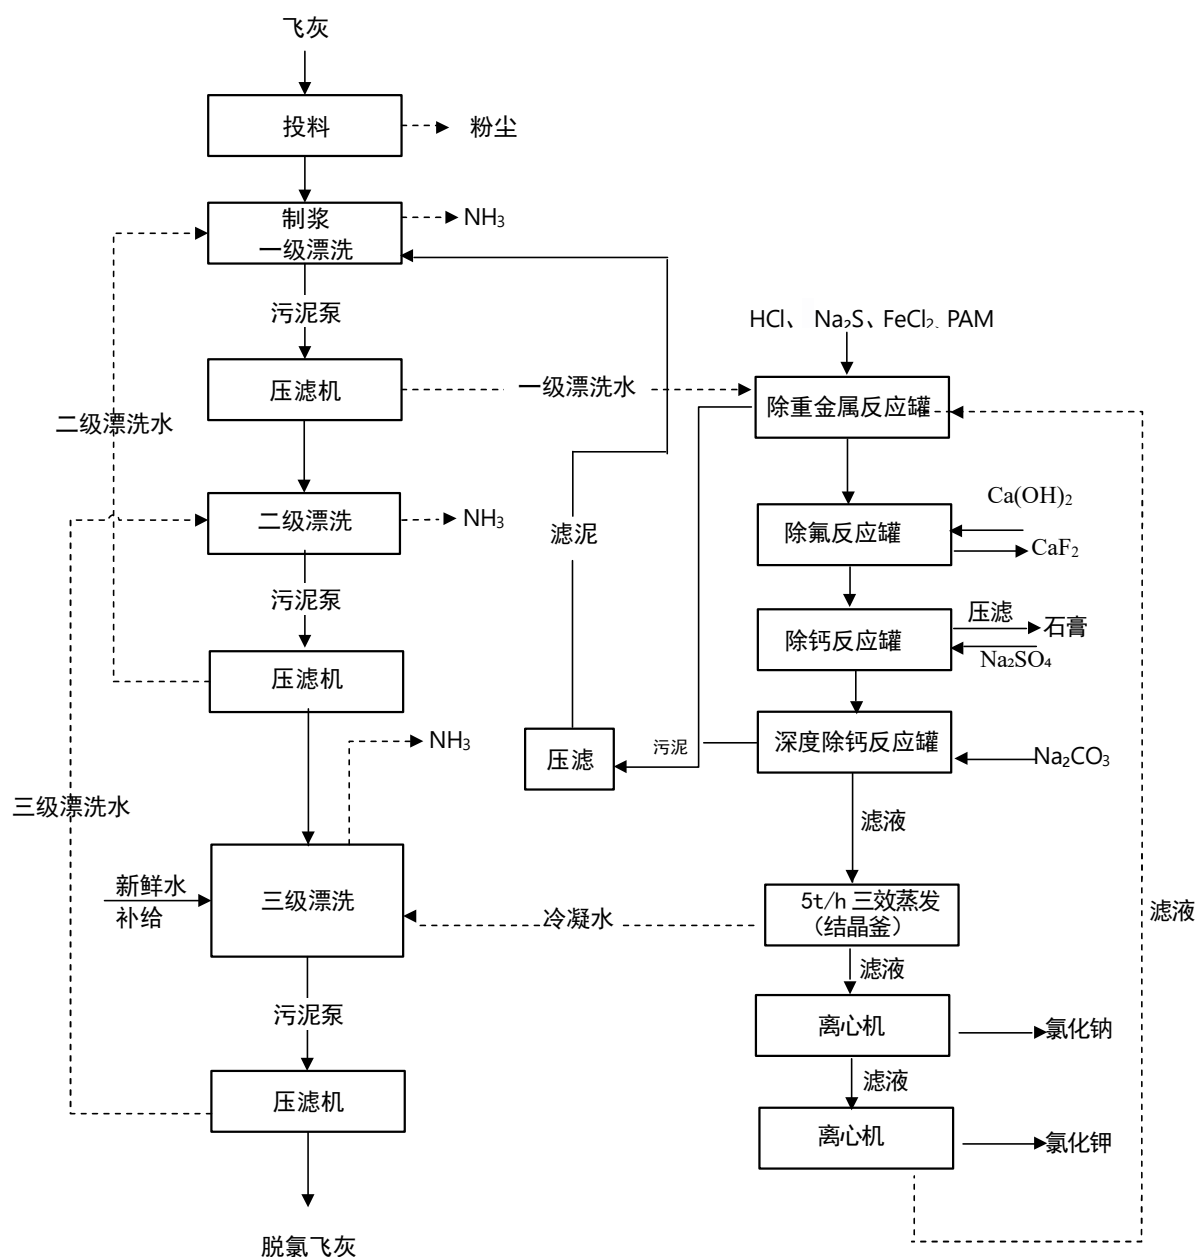 飞灰
投料
粉尘
制浆
一级漂洗
NH₃
污泥泵
HCl、Na₂S、FeCl₂、PAM
压滤机
一级漂洗水
除重金属反应罐
二级漂洗水
二级漂洗
NH₃
滤泥
Ca(OH)₂
除氟反应罐
CaF₂
污泥泵
压滤
除钙反应罐
石膏
Na₂SO₄
压滤机
NH₃
污泥
深度除钙反应罐
压滤
Na₂CO₃
三级漂洗水
滤液
新鲜水
补给
三级漂洗
冷凝水
5t/h 三效蒸发
（结晶釜）
滤液
滤液
污泥泵
离心机
氯化钠
滤液
压滤机
离心机
氯化钾
脱氯飞灰